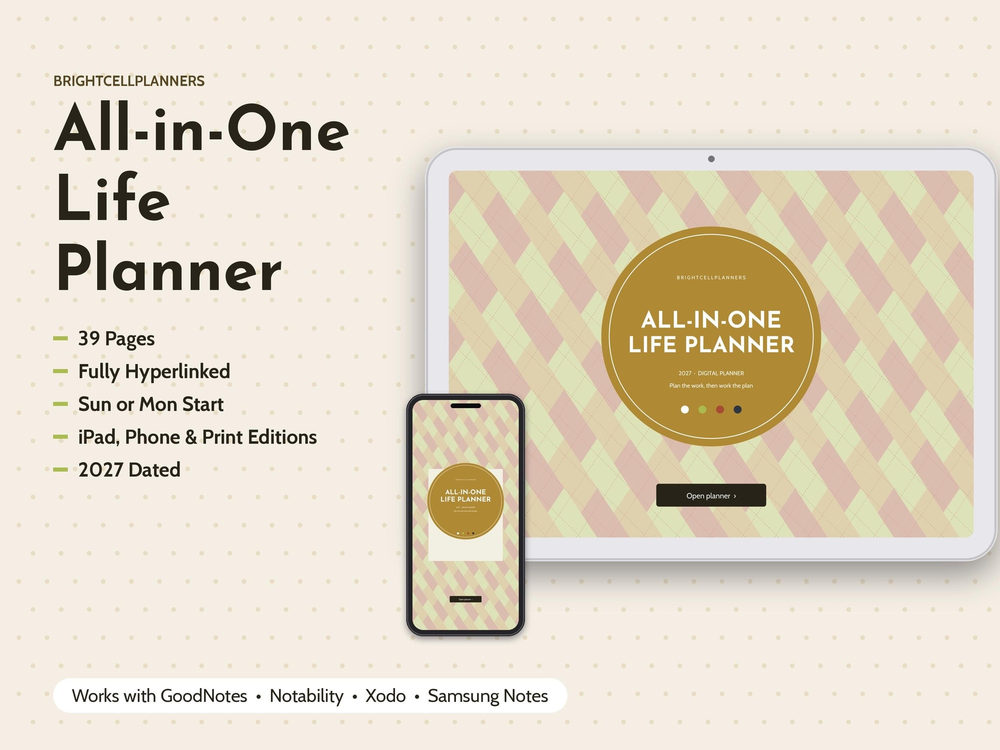 BRIGHTCELLPLANNERS
All-in-One
Life
Planner
39 Pages
Fully Hyperlinked
Sun or Mon Start
iPad, Phone & Print Editions
2027 Dated
BRIGHTCELLPLANNERS
ALL-IN-ONE
LIFE PLANNER
2027 · DIGITAL PLANNER
Plan the work, then work the plan
Open planner ›
ALL-IN-ONE
LIFE PLANNER
Works with GoodNotes • Notability • Xodo • Samsung Notes